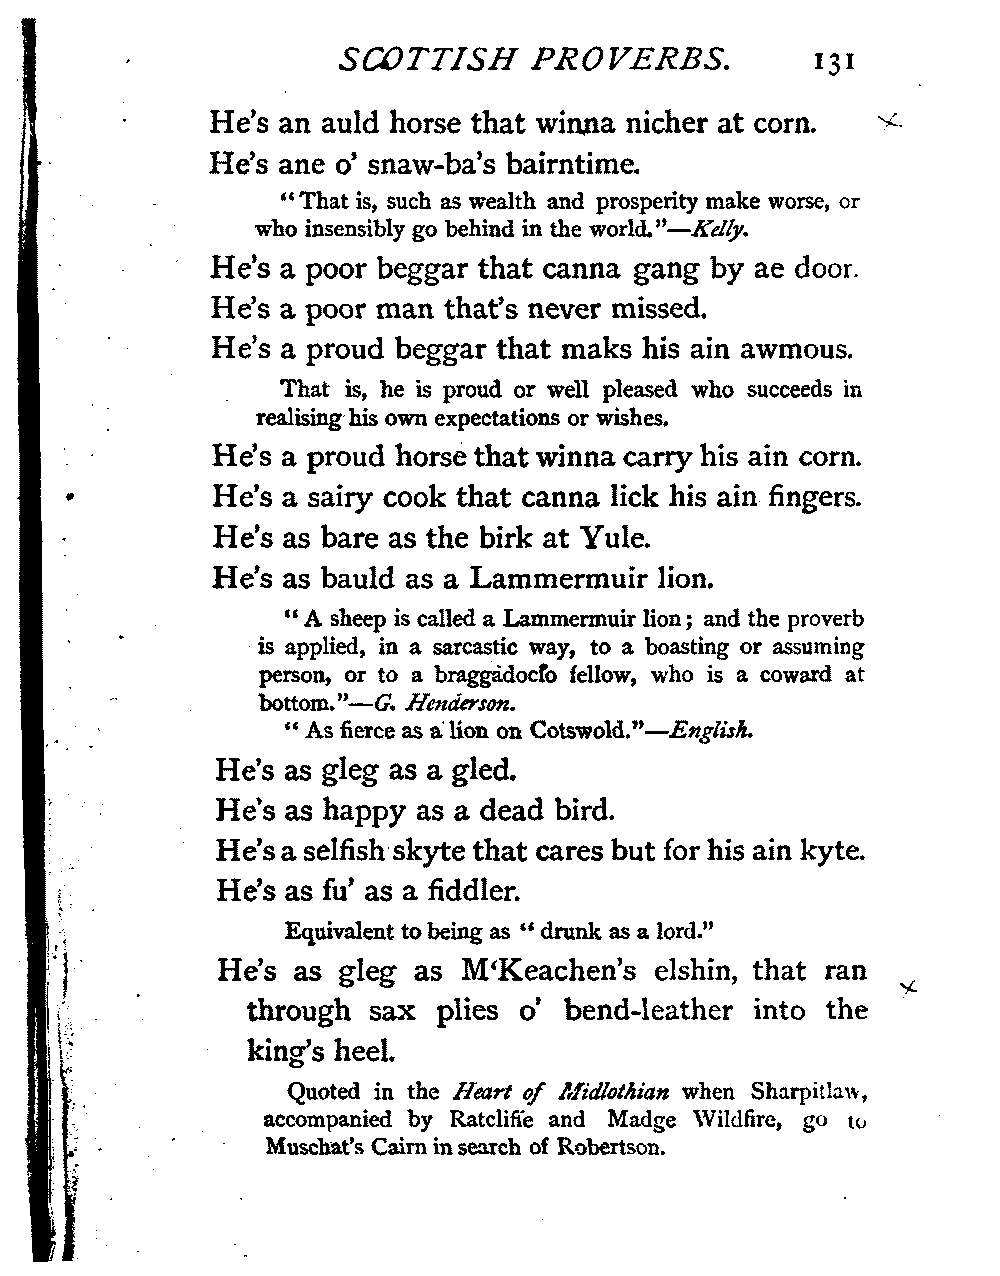 SCOTTISH PROVERBS. 131
He's an auld horse that winna nicher at corn.
He's ane o' snaw-ba's bairntime.
“That is, such as wealth and prosperity make worse, or
who insensibly go behind in the world.”—Kelly.
He's a poor beggar that canna gang by ae door.
He's a poor man that's never missed.
He's a proud beggar that maks his ain awmous.
That is, he is proud or well pleased who succeeds in
realising his own expectations or wishes.
He's a proud horse that winna carry his ain corn.
He's a sairy cook that canna lick his ain fingers.
He's as bare as the birk at Yule.
He's as bauld as a Lammermuir lion.
“A sheep is called a Lammermuir lion; and the proverb
is applied, in a sarcastic way, to a boasting or assuming
person, or to a braggadocio fellow, who is a coward at
bottom.”—G. Henderson.
“As fierce as a lion on Cotswold.”—English.
He's as gleg as a gled.
He's as happy as a dead bird.
He's a selfish skyte that cares but for his ain kyte.
He's as fu' as a fiddler.
Equivalent to being as “drunk as a lord.”
He's as gleg as M‘Keachen's elshin, that ran
through sax plies o' bend-leather into the
king's heel.
Quoted in the Heart of Midlothian when Sharpitlaw,
accompanied by Ratcliffe and Madge Wildfire, go to
Muschat's Cairn in search of Robertson.